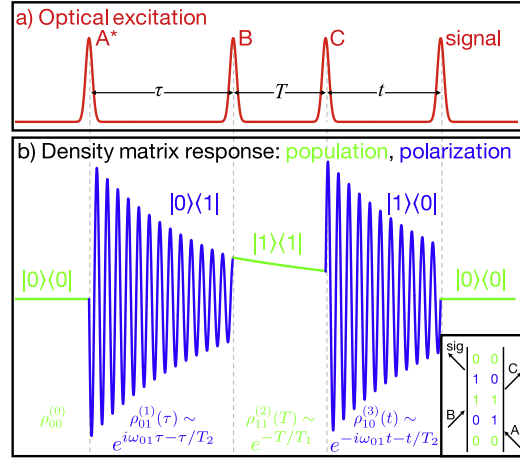 a) Optical excitation
A* B C signal
τ T t
b) Density matrix response: population, polarization
|0⟩⟨1| |1⟩⟨0|
|0⟩⟨0| |1⟩⟨1| |0⟩⟨0|
ρ₀₀⁽⁰⁾ ρ₀₁⁽¹⁾(τ) ∼ ρ₁₁⁽²⁾(T) ∼ ρ₁₀⁽³⁾(t) ∼
e^{iω₀₁τ−τ/T₂} e^{−T/T₁} e^{−iω₀₁t−t/T₂}
sig 0 0
1 0 C
1 1
B 0 1
0 0 A